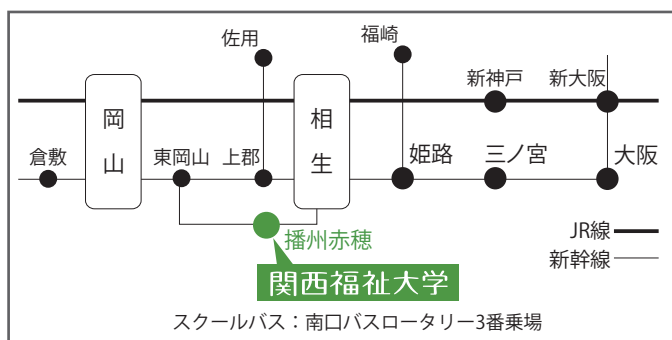 佐用
福崎
新神戸
新大阪
岡山
相生
倉敷
東岡山
上郡
姫路
三ノ宮
大阪
播州赤穂
JR線
新幹線
関西福祉大学
スクールバス：南口バスロータリー3番乗場